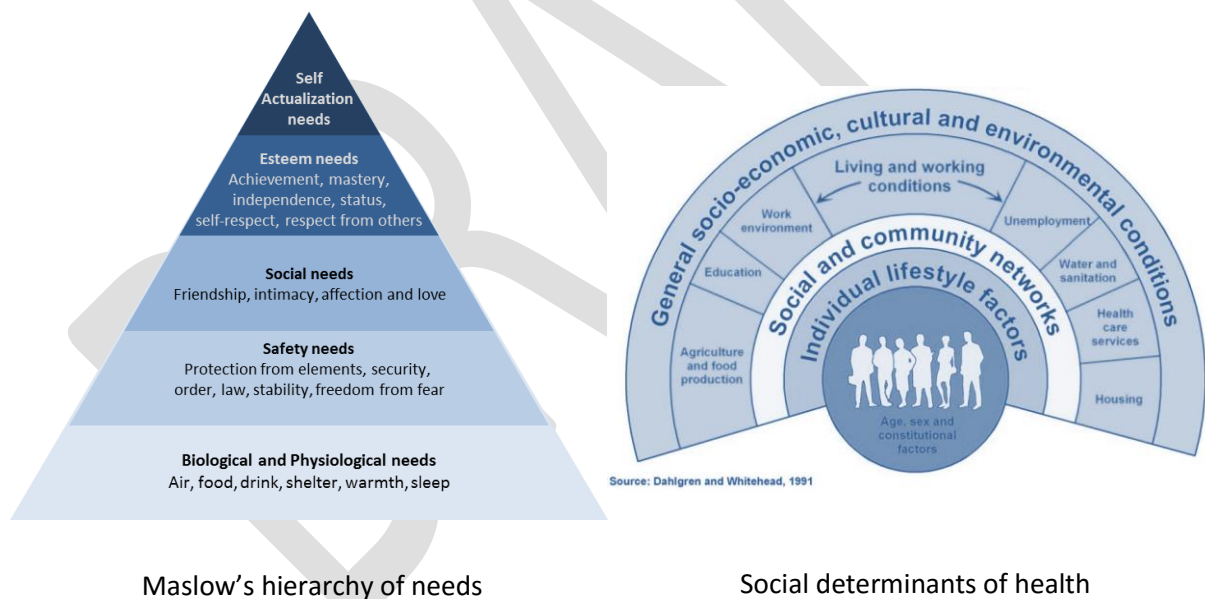 Self
Actualization
needs
Esteem needs
Achievement, mastery,
independence, status,
self-respect, respect from others
Social needs
Friendship, intimacy, affection and love
Safety needs
Protection from elements, security,
order, law, stability, freedom from fear
Biological and Physiological needs
Air, food, drink, shelter, warmth, sleep
Maslow's hierarchy of needs
General socio-economic, cultural and environmental conditions
Living and working
conditions
Work
environment
Unemployment
Education
Water and
sanitation
Agriculture
and food
production
Health
care
services
Housing
Social and community networks
Individual lifestyle factors
Age, sex and
constitutional
factors
Source: Dahlgren and Whitehead, 1991
Social determinants of health